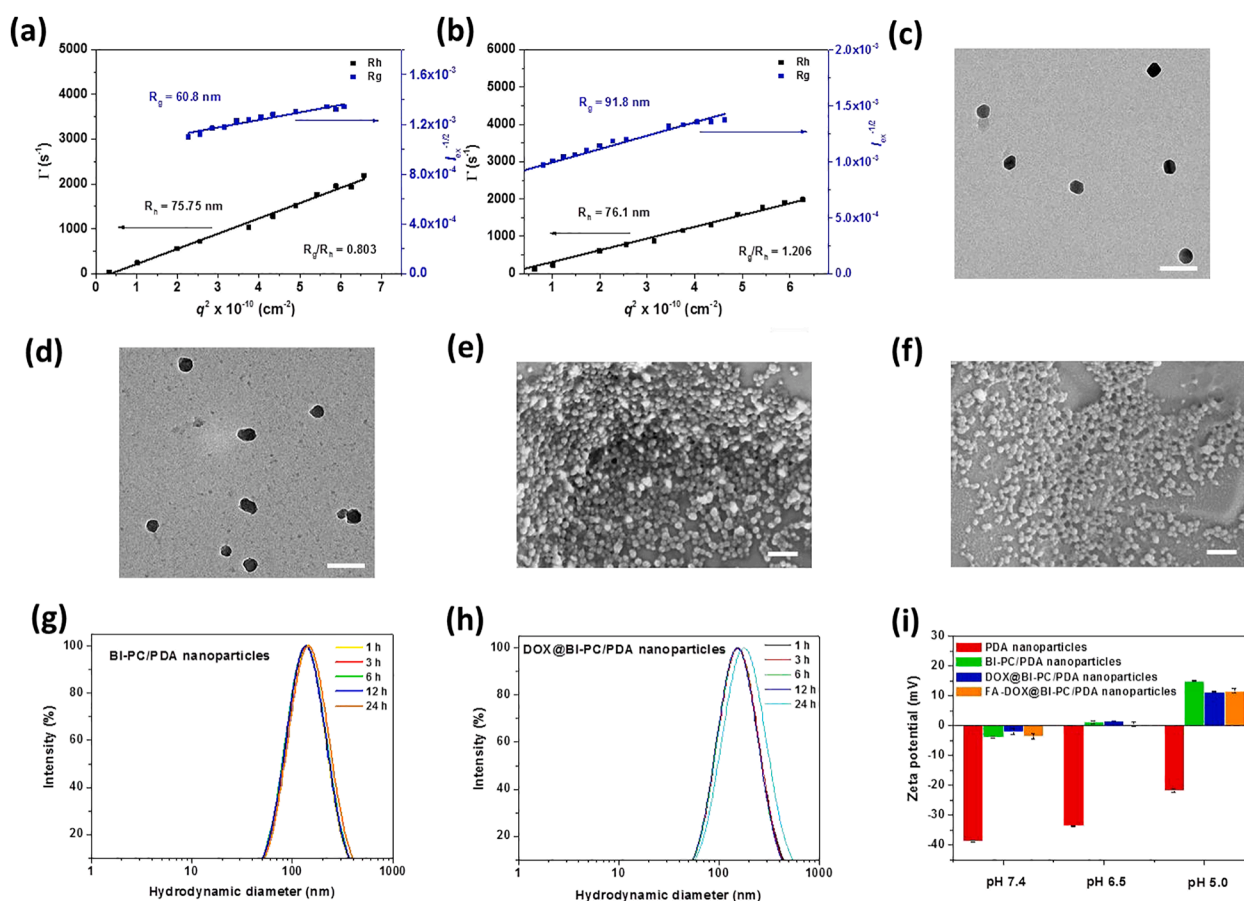 (a)
5000
4000
3000
2000
1000
0
Γ (s-1)
Rh
Rg
Rg = 60.8 nm
Rh = 75.75 nm
Rg/Rh = 0.803
1.6x10-3
1.2x10-3
8.0x10-4
4.0x10-4
0.0
Iex-1/2
0 1 2 3 4 5 6 7
q2 x 10-10 (cm-2)
(b)
6000
5000
4000
3000
2000
1000
0
Γ (s-1)
Rh
Rg
Rg = 91.8 nm
Rh = 76.1 nm
Rg/Rh = 1.206
2.0x10-3
1.5x10-3
1.0x10-3
5.0x10-4
0.0
Iex-1/2
0 1 2 3 4 5 6
q2 x 10-10 (cm-2)
(c)
(d)
(e)
(f)
(g)
BI-PC/PDA nanoparticles
1 h
3 h
6 h
12 h
24 h
100
80
60
40
20
Intensity (%)
1 10 100 1000
Hydrodynamic diameter (nm)
(h)
DOX@BI-PC/PDA nanoparticles
1 h
3 h
6 h
12 h
24 h
100
80
60
40
20
Intensity (%)
1 10 100 1000
Hydrodynamic diameter (nm)
(i)
PDA nanoparticles
BI-PC/PDA nanoparticles
DOX@BI-PC/PDA nanoparticles
FA-DOX@BI-PC/PDA nanoparticles
30
20
10
0
-10
-20
-30
-40
Zeta potential (mV)
pH 7.4 pH 6.5 pH 5.0